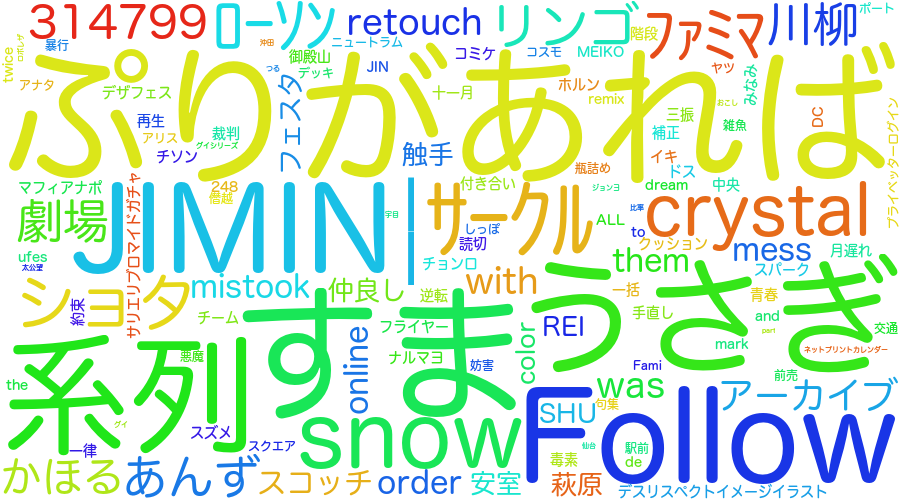 314799 ローソン retouch リンゴ ファミマ 川柳 ポート
twice 暴行 沖田 ニュートラム 御殿山 コミケ コスモ MEIKO 階段
アナタ デザフェス つる デッキ JIN 十一月 ホルン ヤツ みなみ
ぷりがあれば
再生 アリス 裁判 フェスタ remix 三振 おこし DC
チソン グイシリーズ 触手 イキ 補正 雑魚 プライベッターログイン
マフィアナポ 248 付き合い 瓶詰め ドス 中央
劇場 僭越 サリエリブロマイドガチャ JIMIN サークル ジョンヨ dream crystal
宇目 しっぽ 比率 ALL to
ufes 太公望 読切 クッション mess 月遅れ
ショタ 約束 mistook 仲良し チョンロ with 一括 them スパーク
チーム 逆転 手直し 青春 うさぎ
系列 すま フライヤー REI color and part 交通
悪魔 online ナルマヨ 妨害 Fami mark ネットプリントカレンダー
the was 前売
グイ スズメ snow Follow SHU 句集 アーカイブ
一律 スクエア 仙台 駅前
かほる あんず スコッチ order 安室 毒素 萩原 de
デスリスペクトイメージイラスト